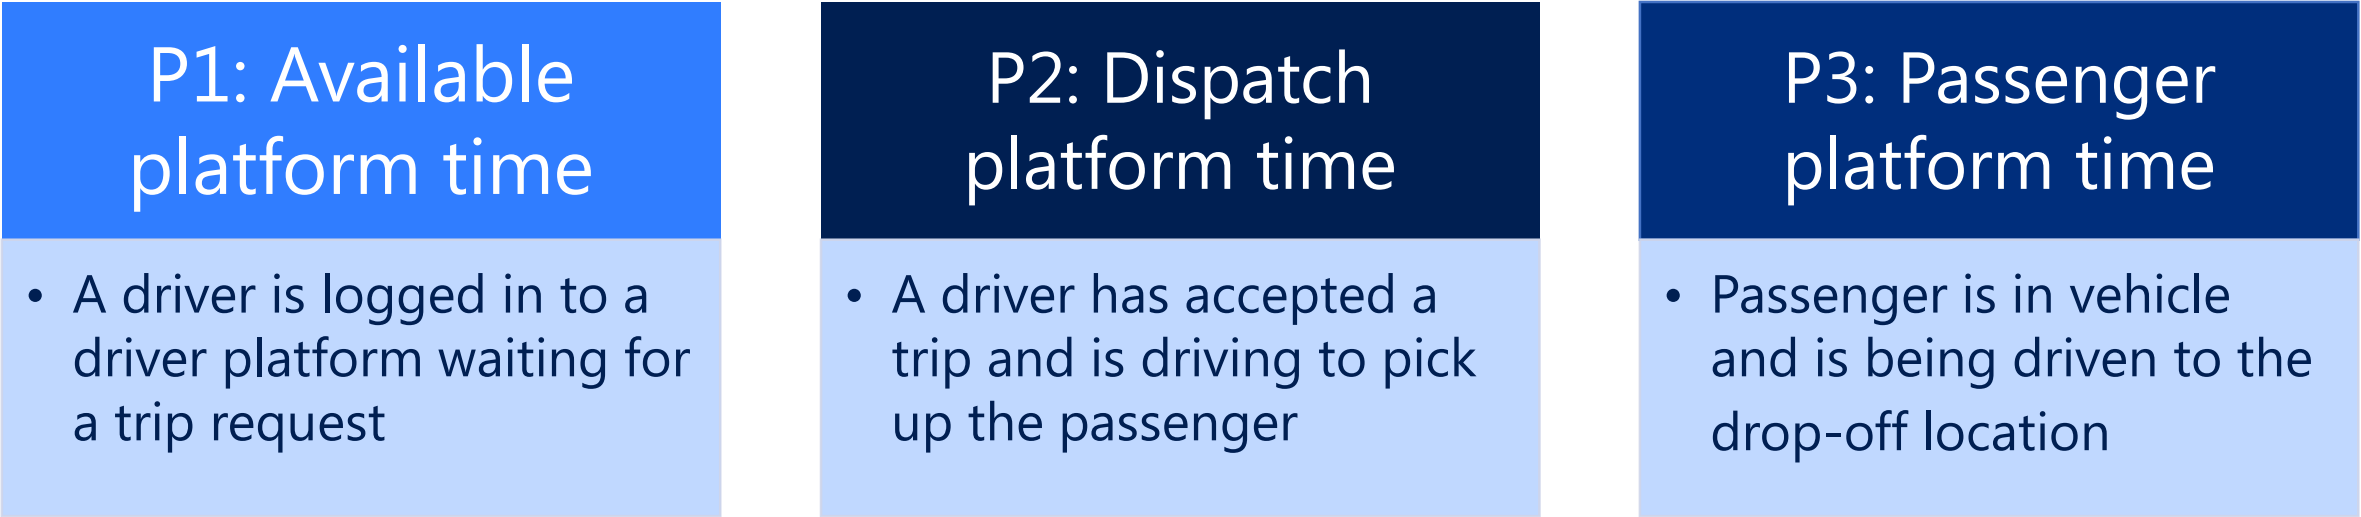 P1: Available
platform time
• A driver is logged in to a
driver platform waiting for
a trip request
P2: Dispatch
platform time
• A driver has accepted a
trip and is driving to pick
up the passenger
P3: Passenger
platform time
• Passenger is in vehicle
and is being driven to the
drop-off location